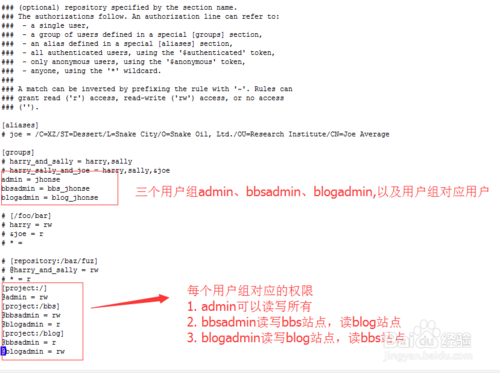 ### (optional) repository specified by the section name.
### The authorizations follow. An authorization line can refer to:
###  - a single user,
###  - a group of users defined in a special [groups] section,
###  - an alias defined in a special [aliases] section,
###  - all authenticated users, using the '$authenticated' token,
###  - only anonymous users, using the '$anonymous' token,
###  - anyone, using the '*' wildcard.
###
### A match can be inverted by prefixing the rule with '~'. Rules can
### grant read ('r') access, read-write ('rw') access, or no access
### ('').
[aliases]
# joe = /C=XZ/ST=Dessert/L=Snake City/O=Snake Oil, Ltd./OU=Research Institute/CN=Joe Average
[groups]
# harry_and_sally = harry,sally
# harry_sally_and_joe = harry,sally,&joe
admin = jhonse
bbsadmin = bbs_jhonse
blogadmin = blog_jhonse
三个用户组admin、bbsadmin、blogadmin,以及用户组对应用户
# [/foo/bar]
# harry = rw
# &joe = r
# * =
# [repository:/baz/fuz]
# @harry_and_sally = rw
# * = r
[project:/]
@admin = rw
[project:/bbs]
@bbsadmin = rw
@blogadmin = r
[project:/blog]
@bbsadmin = r
@blogadmin = rw
每个用户组对应的权限
1. admin可以读写所有
2. bbsadmin读写bbs站点，读blog站点
3. blogadmin读写blog站点，读bbs站点
Baidu 经验
jingyan.baidu.com